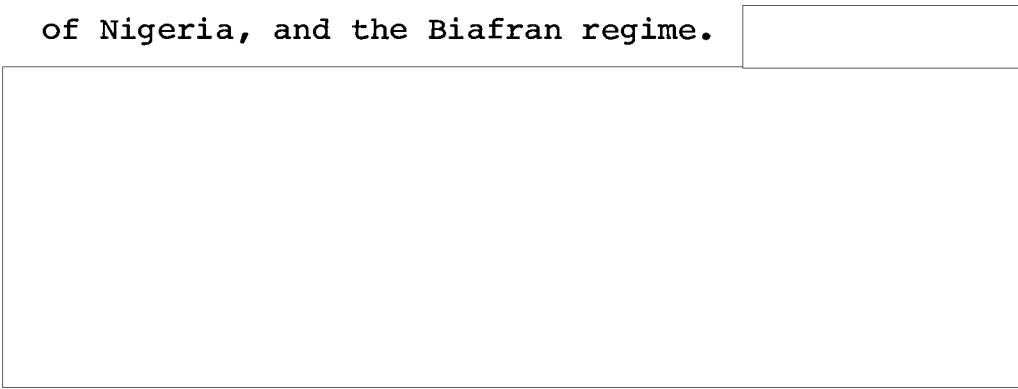 of Nigeria, and the Biafran regime.